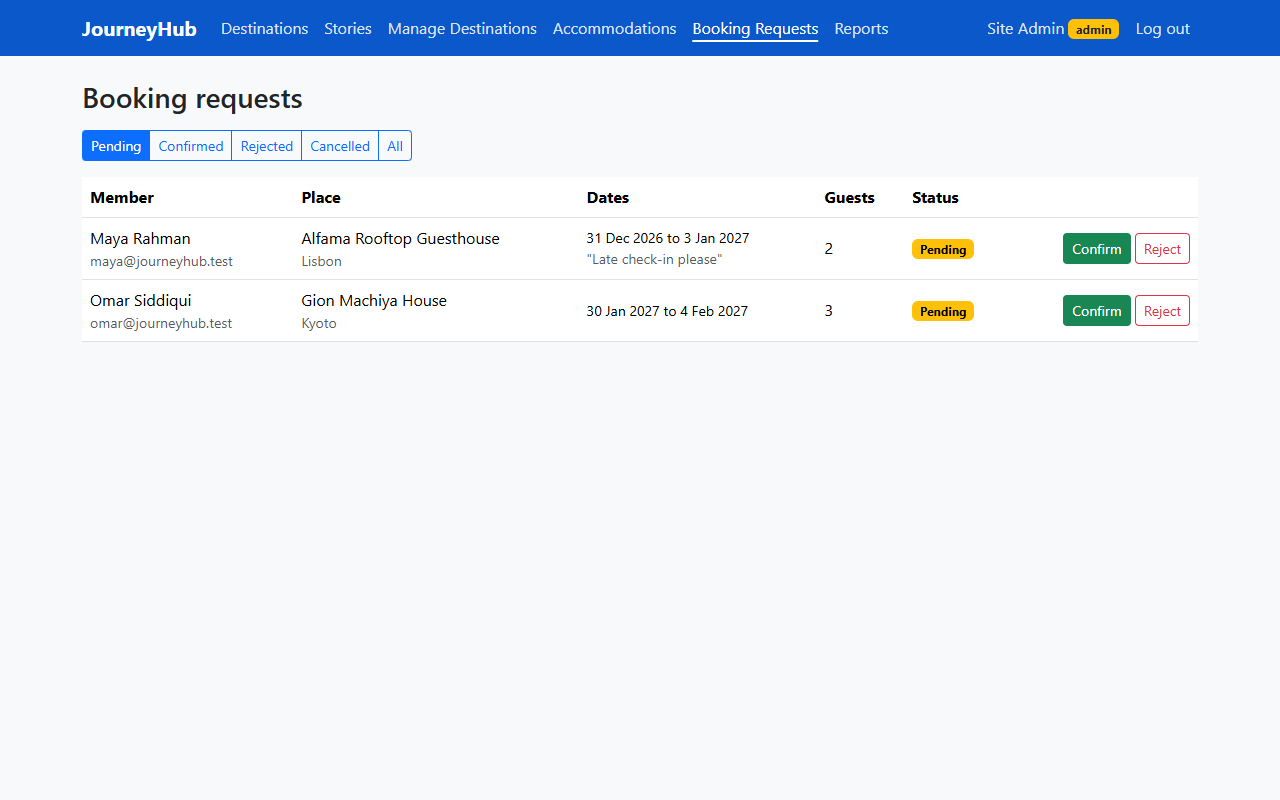 JourneyHub Destinations Stories Manage Destinations Accommodations Booking Requests Reports Site Admin admin Log out
Booking requests
Pending Confirmed Rejected Cancelled All
Member Place Dates Guests Status
Maya Rahman Alfama Rooftop Guesthouse 31 Dec 2026 to 3 Jan 2027 2 Pending Confirm Reject
maya@journeyhub.test Lisbon "Late check-in please"
Omar Siddiqui Gion Machiya House 30 Jan 2027 to 4 Feb 2027 3 Pending Confirm Reject
omar@journeyhub.test Kyoto